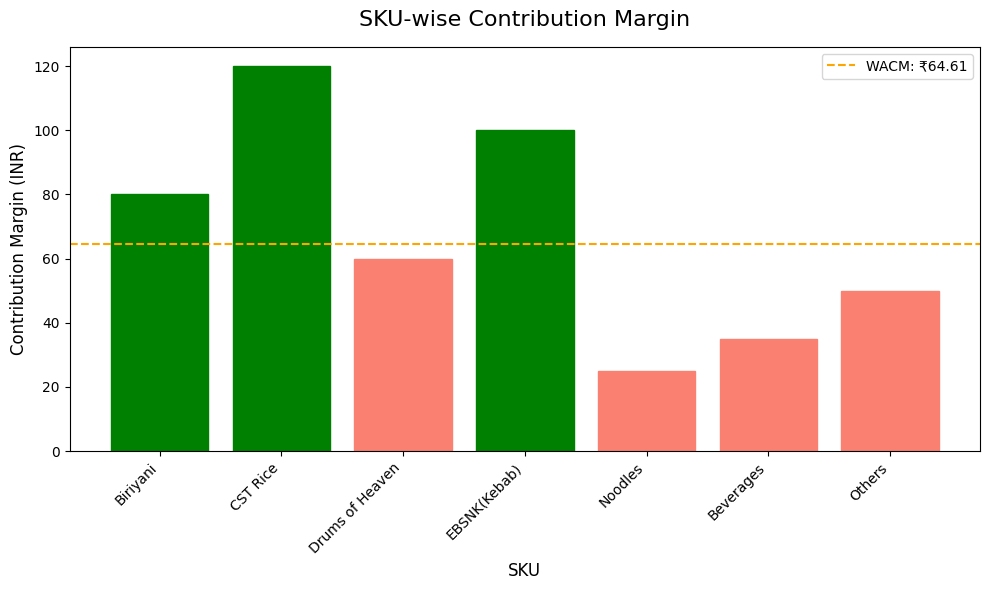 SKU-wise Contribution Margin
WACM: ₹64.61
Contribution Margin (INR)
120
100
80
60
40
20
0
Biriyani
CST Rice
Drums of Heaven
EBSNK(Kebab)
Noodles
Beverages
Others
SKU